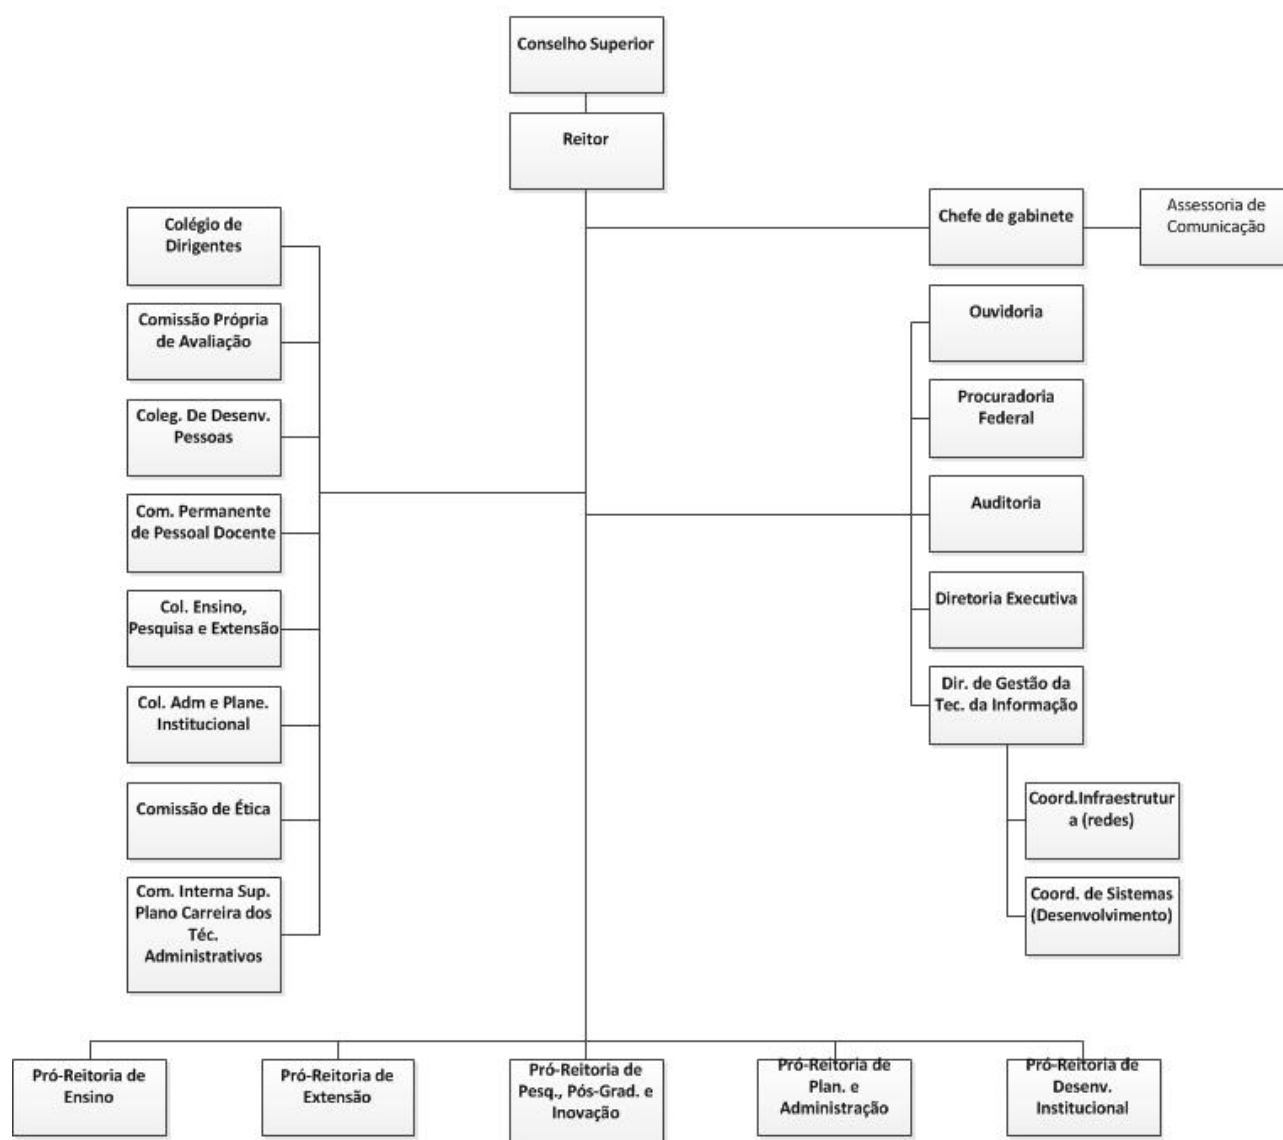 Conselho Superior
Reitor
Colégio de
Dirigentes
Comissão Própria
de Avaliação
Coleg. De Desenv.
Pessoas
Com. Permanente
de Pessoal Docente
Col. Ensino,
Pesquisa e Extensão
Col. Adm e Plane.
Institucional
Comissão de Ética
Com. Interna Sup.
Plano Carreira dos
Téc.
Administrativos
Chefe de gabinete
Assessoria de
Comunicação
Ouvidoria
Procuradoria
Federal
Auditoria
Diretoria Executiva
Dir. de Gestão da
Tec. da Informação
Coord.Infraestrutur
a (redes)
Coord. de Sistemas
(Desenvolvimento)
Pró-Reitoria de
Ensino
Pró-Reitoria de
Extensão
Pró-Reitoria de
Pesq., Pós-Grad. e
Inovação
Pró-Reitoria de
Plan. e
Administração
Pró-Reitoria de
Desenv.
Institucional